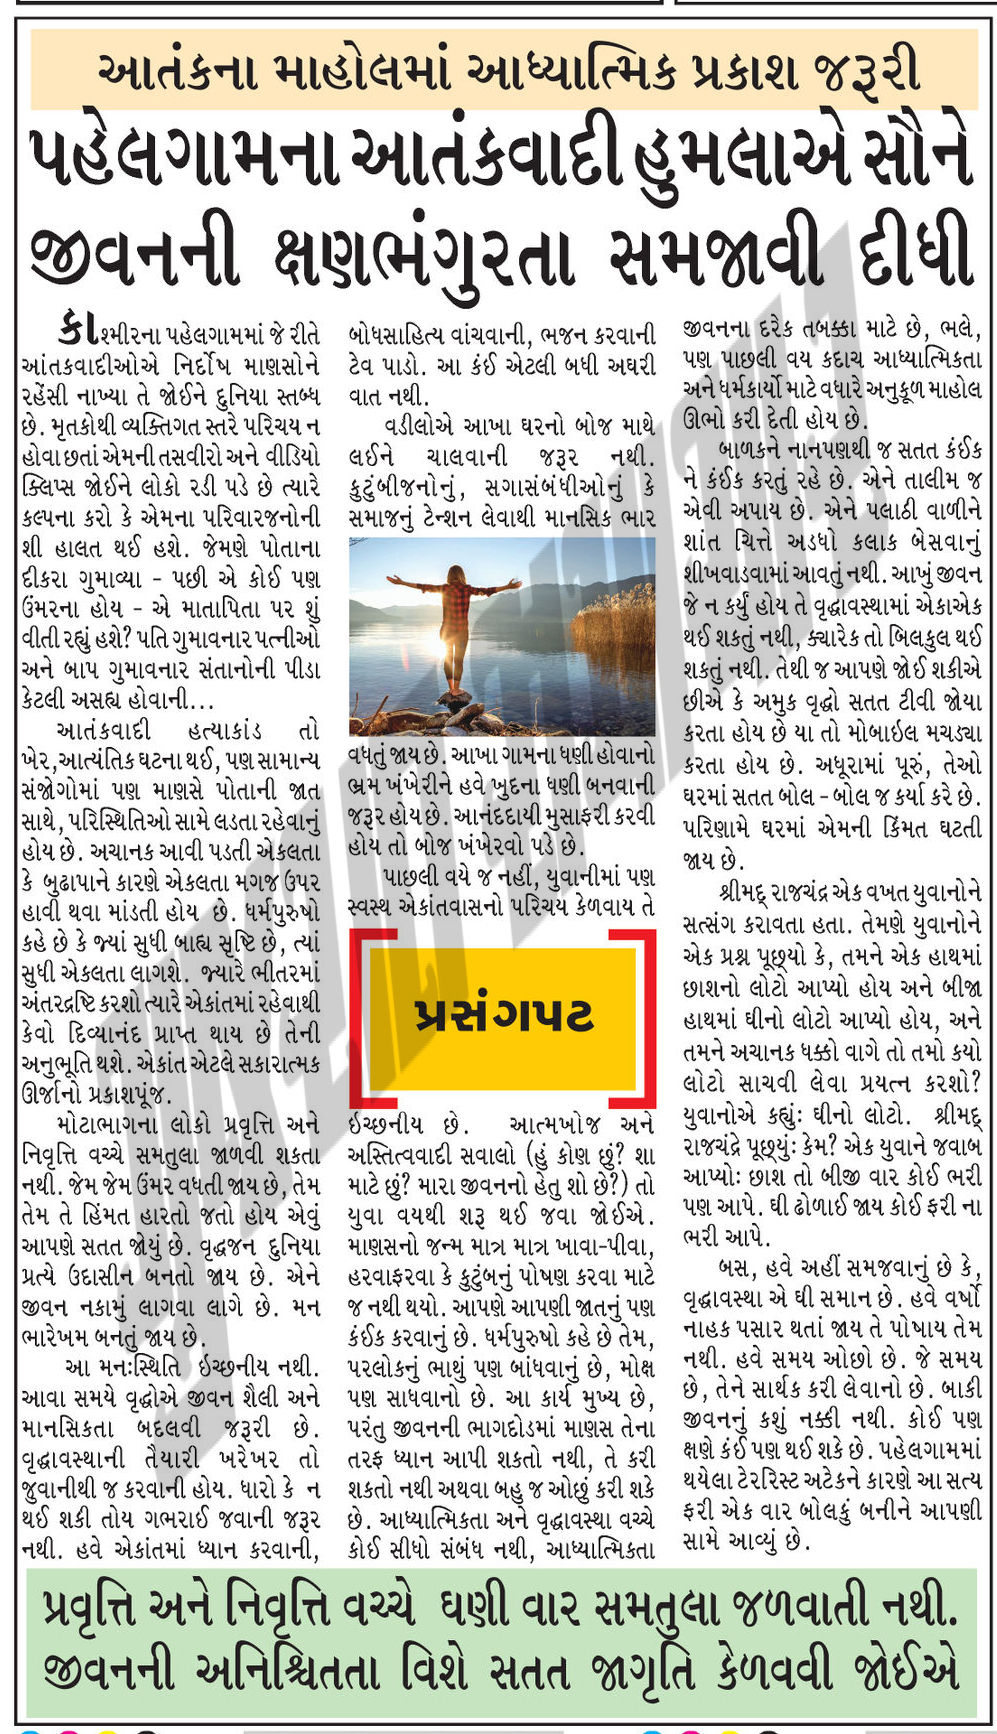 આતંકના માહોલમાં આધ્યાત્મિક પ્રકાશ જરૂરી
પહેલગામના આતંકવાદી હુમલાએ સૌને
જીવનની ક્ષણભંગુરતા સમજાવી દીધી
કાશ્મીરના પહેલગામમાં જે રીતે
આંતકવાદીઓએ નિર્દોષ માણસોને
રહેંસી નાખ્યા તે જોઈને દુનિયા સ્તબ્ધ
છે. મૃતકોથી વ્યક્તિગત સ્તરે પરિચય ન
હોવા છતાં એમની તસવીરો અને વીડિયો
ક્લિપ્સ જોઈને લોકો રડી પડે છે ત્યારે
કલ્પના કરો કે એમના પરિવારજનોની
શી હાલત થઈ હશે. જેમણે પોતાના
દીકરા ગુમાવ્યા - પછી એ કોઈ પણ
ઉંમરના હોય - એ માતાપિતા પર શું
વીતી રહ્યું હશે? પતિ ગુમાવનાર પત્નીઓ
અને બાપ ગુમાવનાર સંતાનોની પીડા
કેટલી અસહ્ય હોવાની...
આતંકવાદી હત્યાકાંડ તો
ખેર,આત્યંતિક ઘટના થઈ, પણ સામાન્ય
સંજોગોમાં પણ માણસે પોતાની જાત
સાથે, પરિસ્થિતિઓ સામે લડતા રહેવાનું
હોય છે. અચાનક આવી પડતી એકલતા
કે બુઢાપાને કારણે એકલતા મગજ ઉપર
હાવી થવા માંડતી હોય છે. ધર્મપુરુષો
કહે છે કે જ્યાં સુધી બાહ્ય સૃષ્ટિ છે, ત્યાં
સુધી એકલતા લાગશે. જ્યારે ભીતરમાં
અંતરદ્રષ્ટિ કરશો ત્યારે એકાંતમાં રહેવાથી
કેવો દિવ્યાનંદ પ્રાપ્ત થાય છે તેની
અનુભૂતિ થશે. એકાંત એટલે સકારાત્મક
ઊર્જાનો પ્રકાશપૂંજ.
મોટાભાગના લોકો પ્રવૃત્તિ અને
નિવૃત્તિ વચ્ચે સમતુલા જાળવી શકતા
નથી. જેમ જેમ ઉંમર વધતી જાય છે, તેમ
તેમ તે હિંમત હારતો જતો હોય એવું
આપણે સતત જોયું છે. વૃદ્ધજન દુનિયા
પ્રત્યે ઉદાસીન બનતો જાય છે. એને
જીવન નકામું લાગવા લાગે છે. મન
ભારેખમ બનતું જાય છે.
આ મનઃસ્થિતિ ઈચ્છનીય નથી.
આવા સમયે વૃદ્ધોએ જીવન શૈલી અને
માનસિકતા બદલવી જરૂરી છે.
વૃદ્ધાવસ્થાની તૈયારી ખરેખર તો
જુવાનીથી જ કરવાની હોય. ધારો કે ન
થઈ શકી તોય ગભરાઈ જવાની જરૂર
નથી. હવે એકાંતમાં ધ્યાન કરવાની,
બોધસાહિત્ય વાંચવાની, ભજન કરવાની
ટેવ પાડો. આ કંઈ એટલી બધી અઘરી
વાત નથી.
વડીલોએ આખા ઘરનો બોજ માથે
લઈને ચાલવાની જરૂર નથી.
કુટુંબીજનોનું, સગાસંબંધીઓનું કે
સમાજનું ટેન્શન લેવાથી માનસિક ભાર
વધતું જાય છે. આખા ગામના ધણી હોવાનો
ભ્રમ ખંખેરીને હવે ખુદના ધણી બનવાની
જરૂર હોય છે. આનંદદાયી મુસાફરી કરવી
હોય તો બોજ ખંખેરવો પડે છે.
પાછલી વયે જ નહીં, યુવાનીમાં પણ
સ્વસ્થ એકાંતવાસનો પરિચય કેળવાય તે
પ્રસંગપટ
ઈચ્છનીય છે. આત્મખોજ અને
અસ્તિત્વવાદી સવાલો (હું કોણ છું? શા
માટે છું? મારા જીવનનો હેતુ શો છે?) તો
યુવા વયથી શરૂ થઈ જવા જોઈએ.
માણસનો જન્મ માત્ર માત્ર ખાવા-પીવા,
હરવાફરવા કે કુટુંબનું પોષણ કરવા માટે
જ નથી થયો. આપણે આપણી જાતનું પણ
કંઈક કરવાનું છે. ધર્મપુરુષો કહે છે તેમ,
પરલોકનું ભાથું પણ બાંધવાનું છે, મોક્ષ
પણ સાધવાનો છે. આ કાર્ય મુખ્ય છે,
પરંતુ જીવનની ભાગદોડમાં માણસ તેના
તરફ ધ્યાન આપી શકતો નથી, તે કરી
શકતો નથી અથવા બહુ જ ઓછું કરી શકે
છે. આધ્યાત્મિકતા અને વૃદ્ધાવસ્થા વચ્ચે
કોઈ સીધો સંબંધ નથી, આધ્યાત્મિકતા
જીવનના દરેક તબક્કા માટે છે, ભલે,
પણ પાછલી વય કદાચ આધ્યાત્મિકતા
અને ધર્મકાર્યો માટે વધારે અનુકૂળ માહોલ
ઊભો કરી દેતી હોય છે.
બાળકને નાનપણથી જ સતત કંઈક
ને કંઈક કરતું રહે છે. એને તાલીમ જ
એવી અપાય છે. એને પલાઠી વાળીને
શાંત ચિત્તે અડધો કલાક બેસવાનું
શીખવાડવામાં આવતું નથી. આખું જીવન
જે ન કર્યું હોય તે વૃદ્ધાવસ્થામાં એકાએક
થઈ શકતું નથી, ક્યારેક તો બિલકુલ થઈ
શકતું નથી. તેથી જ આપણે જોઈ શકીએ
છીએ કે અમુક વૃદ્ધો સતત ટીવી જોયા
કરતા હોય છે યા તો મોબાઇલ મચડ્યા
કરતા હોય છે. અધૂરામાં પૂરું, તેઓ
ઘરમાં સતત બોલ - બોલ જ કર્યા કરે છે.
પરિણામે ઘરમાં એમની કિંમત ઘટતી
જાય છે.
શ્રીમદ્ રાજચંદ્ર એક વખત યુવાનોને
સત્સંગ કરાવતા હતા. તેમણે યુવાનોને
એક પ્રશ્ન પૂછ્યો કે, તમને એક હાથમાં
છાશનો લોટો આપ્યો હોય અને બીજા
હાથમાં ઘીનો લોટો આપ્યો હોય, અને
તમને અચાનક ધક્કો વાગે તો તમો કયો
લોટો સાચવી લેવા પ્રયત્ન કરશો?
યુવાનોએ કહ્યુંઃ ઘીનો લોટો. શ્રીમદ્
રાજચંદ્રે પૂછ્યુંઃ કેમ? એક યુવાને જવાબ
આપ્યોઃ છાશ તો બીજી વાર કોઈ ભરી
પણ આપે. ઘી ઢોળાઈ જાય કોઈ ફરી ના
ભરી આપે.
બસ, હવે અહીં સમજવાનું છે કે,
વૃદ્ધાવસ્થા એ ઘી સમાન છે. હવે વર્ષો
નાહક પસાર થતાં જાય તે પોષાય તેમ
નથી. હવે સમય ઓછો છે. જે સમય
છે, તેને સાર્થક કરી લેવાનો છે. બાકી
જીવનનું કશું નક્કી નથી. કોઈ પણ
ક્ષણે કંઈ પણ થઈ શકે છે. પહેલગામમાં
થયેલા ટેરરિસ્ટ અટેકને કારણે આ સત્ય
ફરી એક વાર બોલકું બનીને આપણી
સામે આવ્યું છે.
પ્રવૃત્તિ અને નિવૃત્તિ વચ્ચે ઘણી વાર સમતુલા જળવાતી નથી.
જીવનની અનિશ્ચિતતા વિશે સતત જાગૃતિ કેળવવી જોઈએ